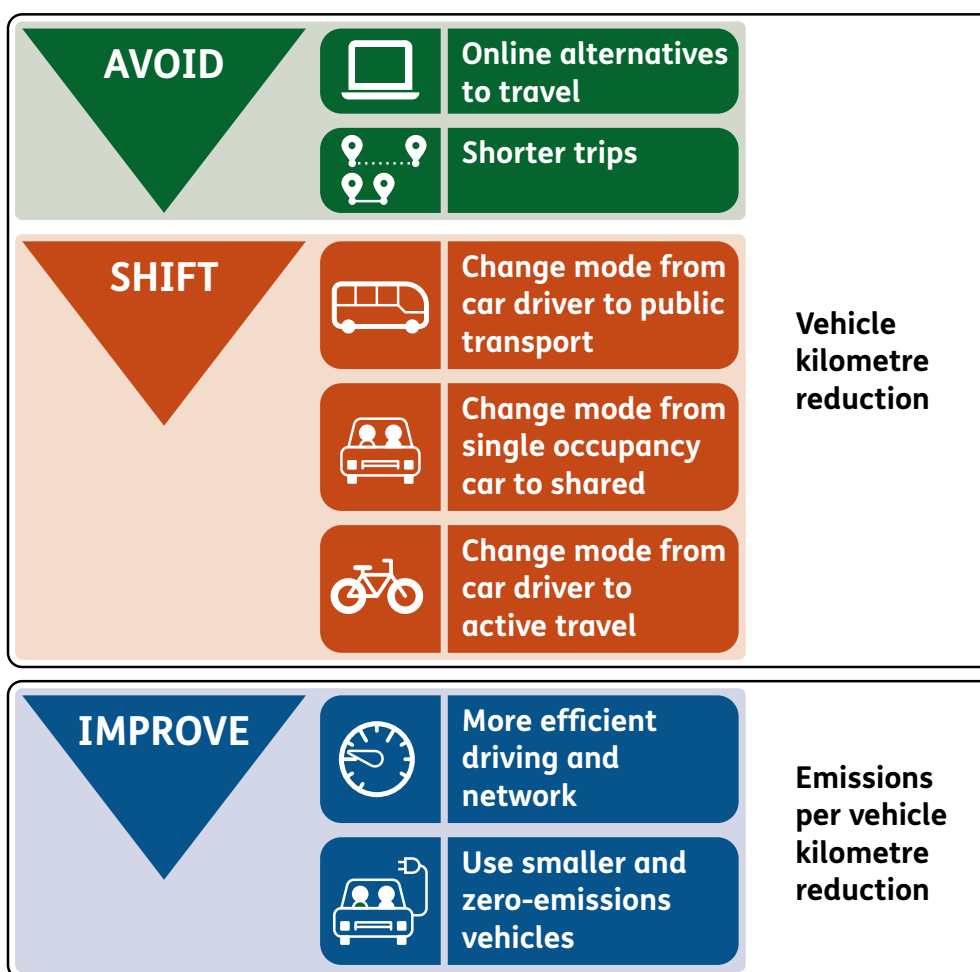 AVOID
Online alternatives
to travel
Shorter trips
SHIFT
Change mode from
car driver to public
transport
Change mode from
single occupancy
car to shared
Change mode from
car driver to
active travel
Vehicle
kilometre
reduction
IMPROVE
More efficient
driving and
network
Use smaller and
zero-emissions
vehicles
Emissions
per vehicle
kilometre
reduction